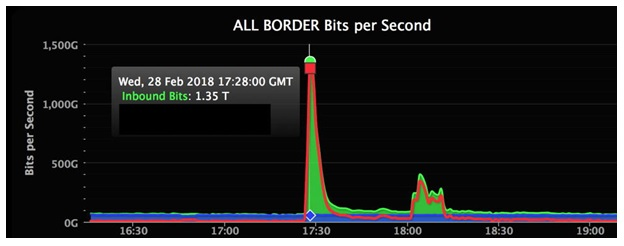 ALL BORDER Bits per Second
1,500G
1,000G
500G
0G
Bits per Second
Wed, 28 Feb 2018 17:28:00 GMT
Inbound Bits: 1.35 T
16:30
17:00
17:30
18:00
18:30
19:00